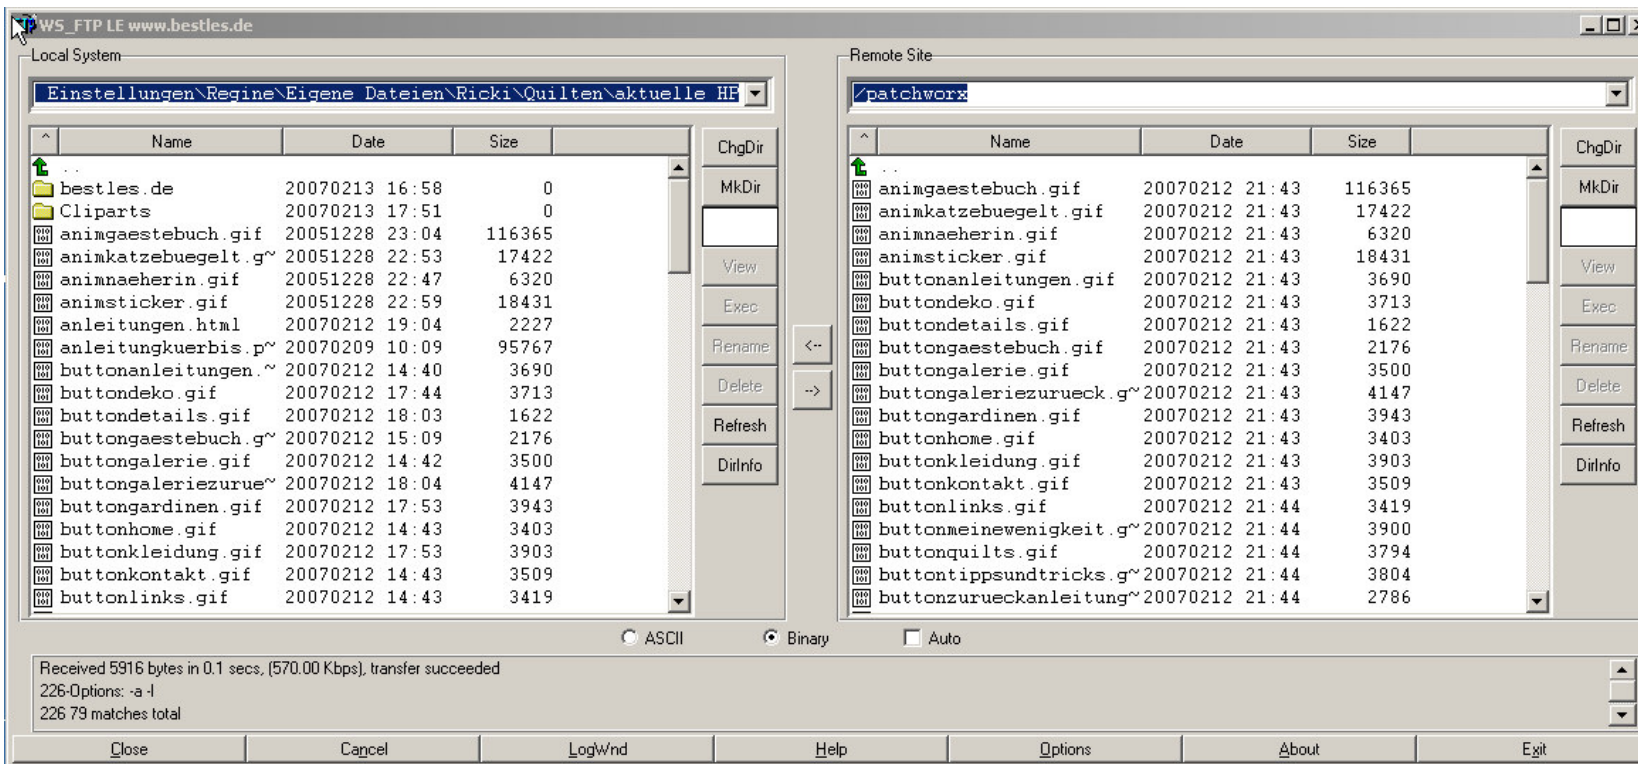 WS_FTP LE www.bestles.de
Local System
Einstellungen\Regine\Eigene Dateien\Ricki\Quilten\aktuelle HP
^ Name Date Size
..
bestles.de 20070213 16:58 0
Cliparts 20070213 17:51 0
animgaestebuch.gif 20051228 23:04 116365
animkatzebuegelt.g~ 20051228 22:53 17422
animnaeherin.gif 20051228 22:47 6320
animsticker.gif 20051228 22:59 18431
anleitungen.html 20070212 19:04 2227
anleitungkuerbis.p~ 20070209 10:09 95767
buttonanleitungen.~ 20070212 14:40 3690
buttondeko.gif 20070212 17:44 3713
buttondetails.gif 20070212 18:03 1622
buttongaestebuch.g~ 20070212 15:09 2176
buttongalerie.gif 20070212 14:42 3500
buttongaleriezurue~ 20070212 18:04 4147
buttongardinen.gif 20070212 17:53 3943
buttonhome.gif 20070212 14:43 3403
buttonkleidung.gif 20070212 17:53 3903
buttonkontakt.gif 20070212 14:43 3509
buttonlinks.gif 20070212 14:43 3419
ChgDir
MkDir
View
Exec
Rename
Delete
Refresh
DirInfo
<--
-->
Remote Site
/patchworx
^ Name Date Size
..
animgaestebuch.gif 20070212 21:43 116365
animkatzebuegelt.gif 20070212 21:43 17422
animnaeherin.gif 20070212 21:43 6320
animsticker.gif 20070212 21:43 18431
buttonanleitungen.gif 20070212 21:43 3690
buttondeko.gif 20070212 21:43 3713
buttondetails.gif 20070212 21:43 1622
buttongaestebuch.gif 20070212 21:43 2176
buttongalerie.gif 20070212 21:43 3500
buttongaleriezurueck.g~ 20070212 21:43 4147
buttongardinen.gif 20070212 21:43 3943
buttonhome.gif 20070212 21:43 3403
buttonkleidung.gif 20070212 21:43 3903
buttonkontakt.gif 20070212 21:43 3509
buttonlinks.gif 20070212 21:44 3419
buttonmeinewenigkeit.g~ 20070212 21:44 3900
buttonquilts.gif 20070212 21:44 3794
buttontippsundtricks.g~ 20070212 21:44 3804
buttonzurueckanleitung~ 20070212 21:44 2786
ChgDir
MkDir
View
Exec
Rename
Delete
Refresh
DirInfo
ASCII Binary Auto
Received 5916 bytes in 0.1 secs, (570.00 Kbps), transfer succeeded
226-Options: -a -l
226 79 matches total
Close Cancel LogWnd Help Options About Exit